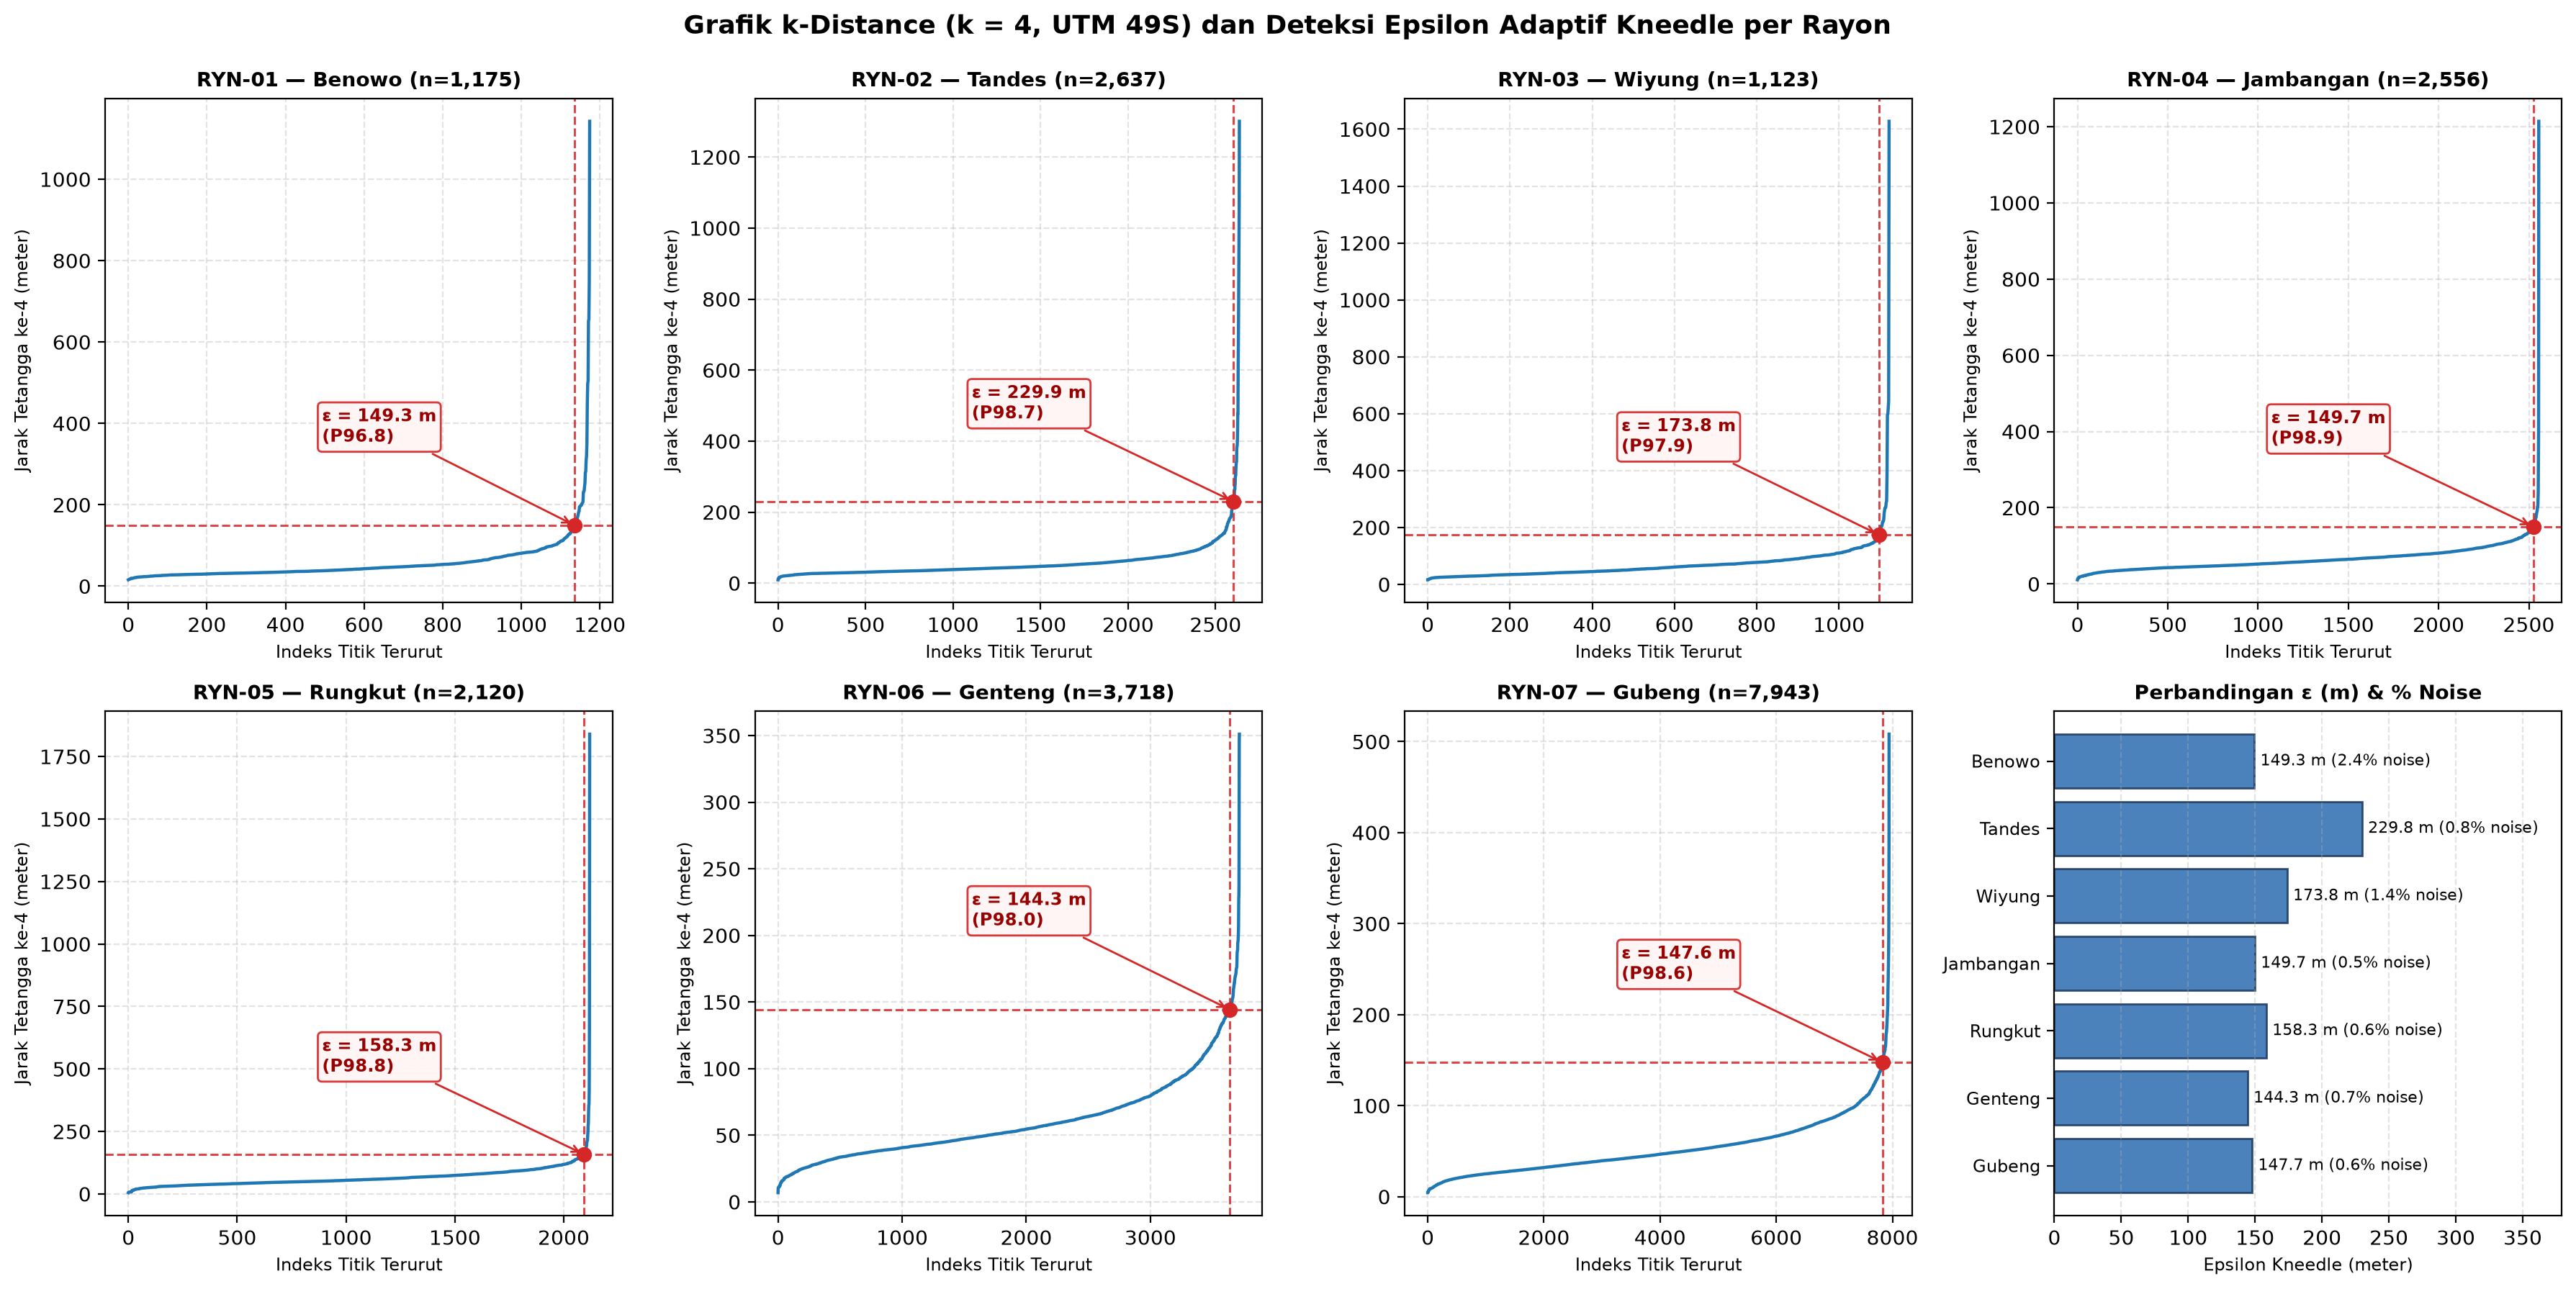 Grafik k-Distance (k = 4, UTM 49S) dan Deteksi Epsilon Adaptif Kneedle per Rayon
RYN-01 — Benowo (n=1,175)
Jarak Tetangga ke-4 (meter)
1000
800
600
400
200
0
ε = 149.3 m
(P96.8)
0 200 400 600 800 1000 1200
Indeks Titik Terurut
RYN-02 — Tandes (n=2,637)
Jarak Tetangga ke-4 (meter)
1200
1000
800
600
400
200
0
ε = 229.9 m
(P98.7)
0 500 1000 1500 2000 2500
Indeks Titik Terurut
RYN-03 — Wiyung (n=1,123)
Jarak Tetangga ke-4 (meter)
1600
1400
1200
1000
800
600
400
200
0
ε = 173.8 m
(P97.9)
0 200 400 600 800 1000
Indeks Titik Terurut
RYN-04 — Jambangan (n=2,556)
Jarak Tetangga ke-4 (meter)
1200
1000
800
600
400
200
0
ε = 149.7 m
(P98.9)
0 500 1000 1500 2000 2500
Indeks Titik Terurut
RYN-05 — Rungkut (n=2,120)
Jarak Tetangga ke-4 (meter)
1750
1500
1250
1000
750
500
250
0
ε = 158.3 m
(P98.8)
0 500 1000 1500 2000
Indeks Titik Terurut
RYN-06 — Genteng (n=3,718)
Jarak Tetangga ke-4 (meter)
350
300
250
200
150
100
50
0
ε = 144.3 m
(P98.0)
0 1000 2000 3000
Indeks Titik Terurut
RYN-07 — Gubeng (n=7,943)
Jarak Tetangga ke-4 (meter)
500
400
300
200
100
0
ε = 147.6 m
(P98.6)
0 2000 4000 6000 8000
Indeks Titik Terurut
Perbandingan ε (m) & % Noise
Benowo 149.3 m (2.4% noise)
Tandes 229.8 m (0.8% noise)
Wiyung 173.8 m (1.4% noise)
Jambangan 149.7 m (0.5% noise)
Rungkut 158.3 m (0.6% noise)
Genteng 144.3 m (0.7% noise)
Gubeng 147.7 m (0.6% noise)
0 50 100 150 200 250 300 350
Epsilon Kneedle (meter)